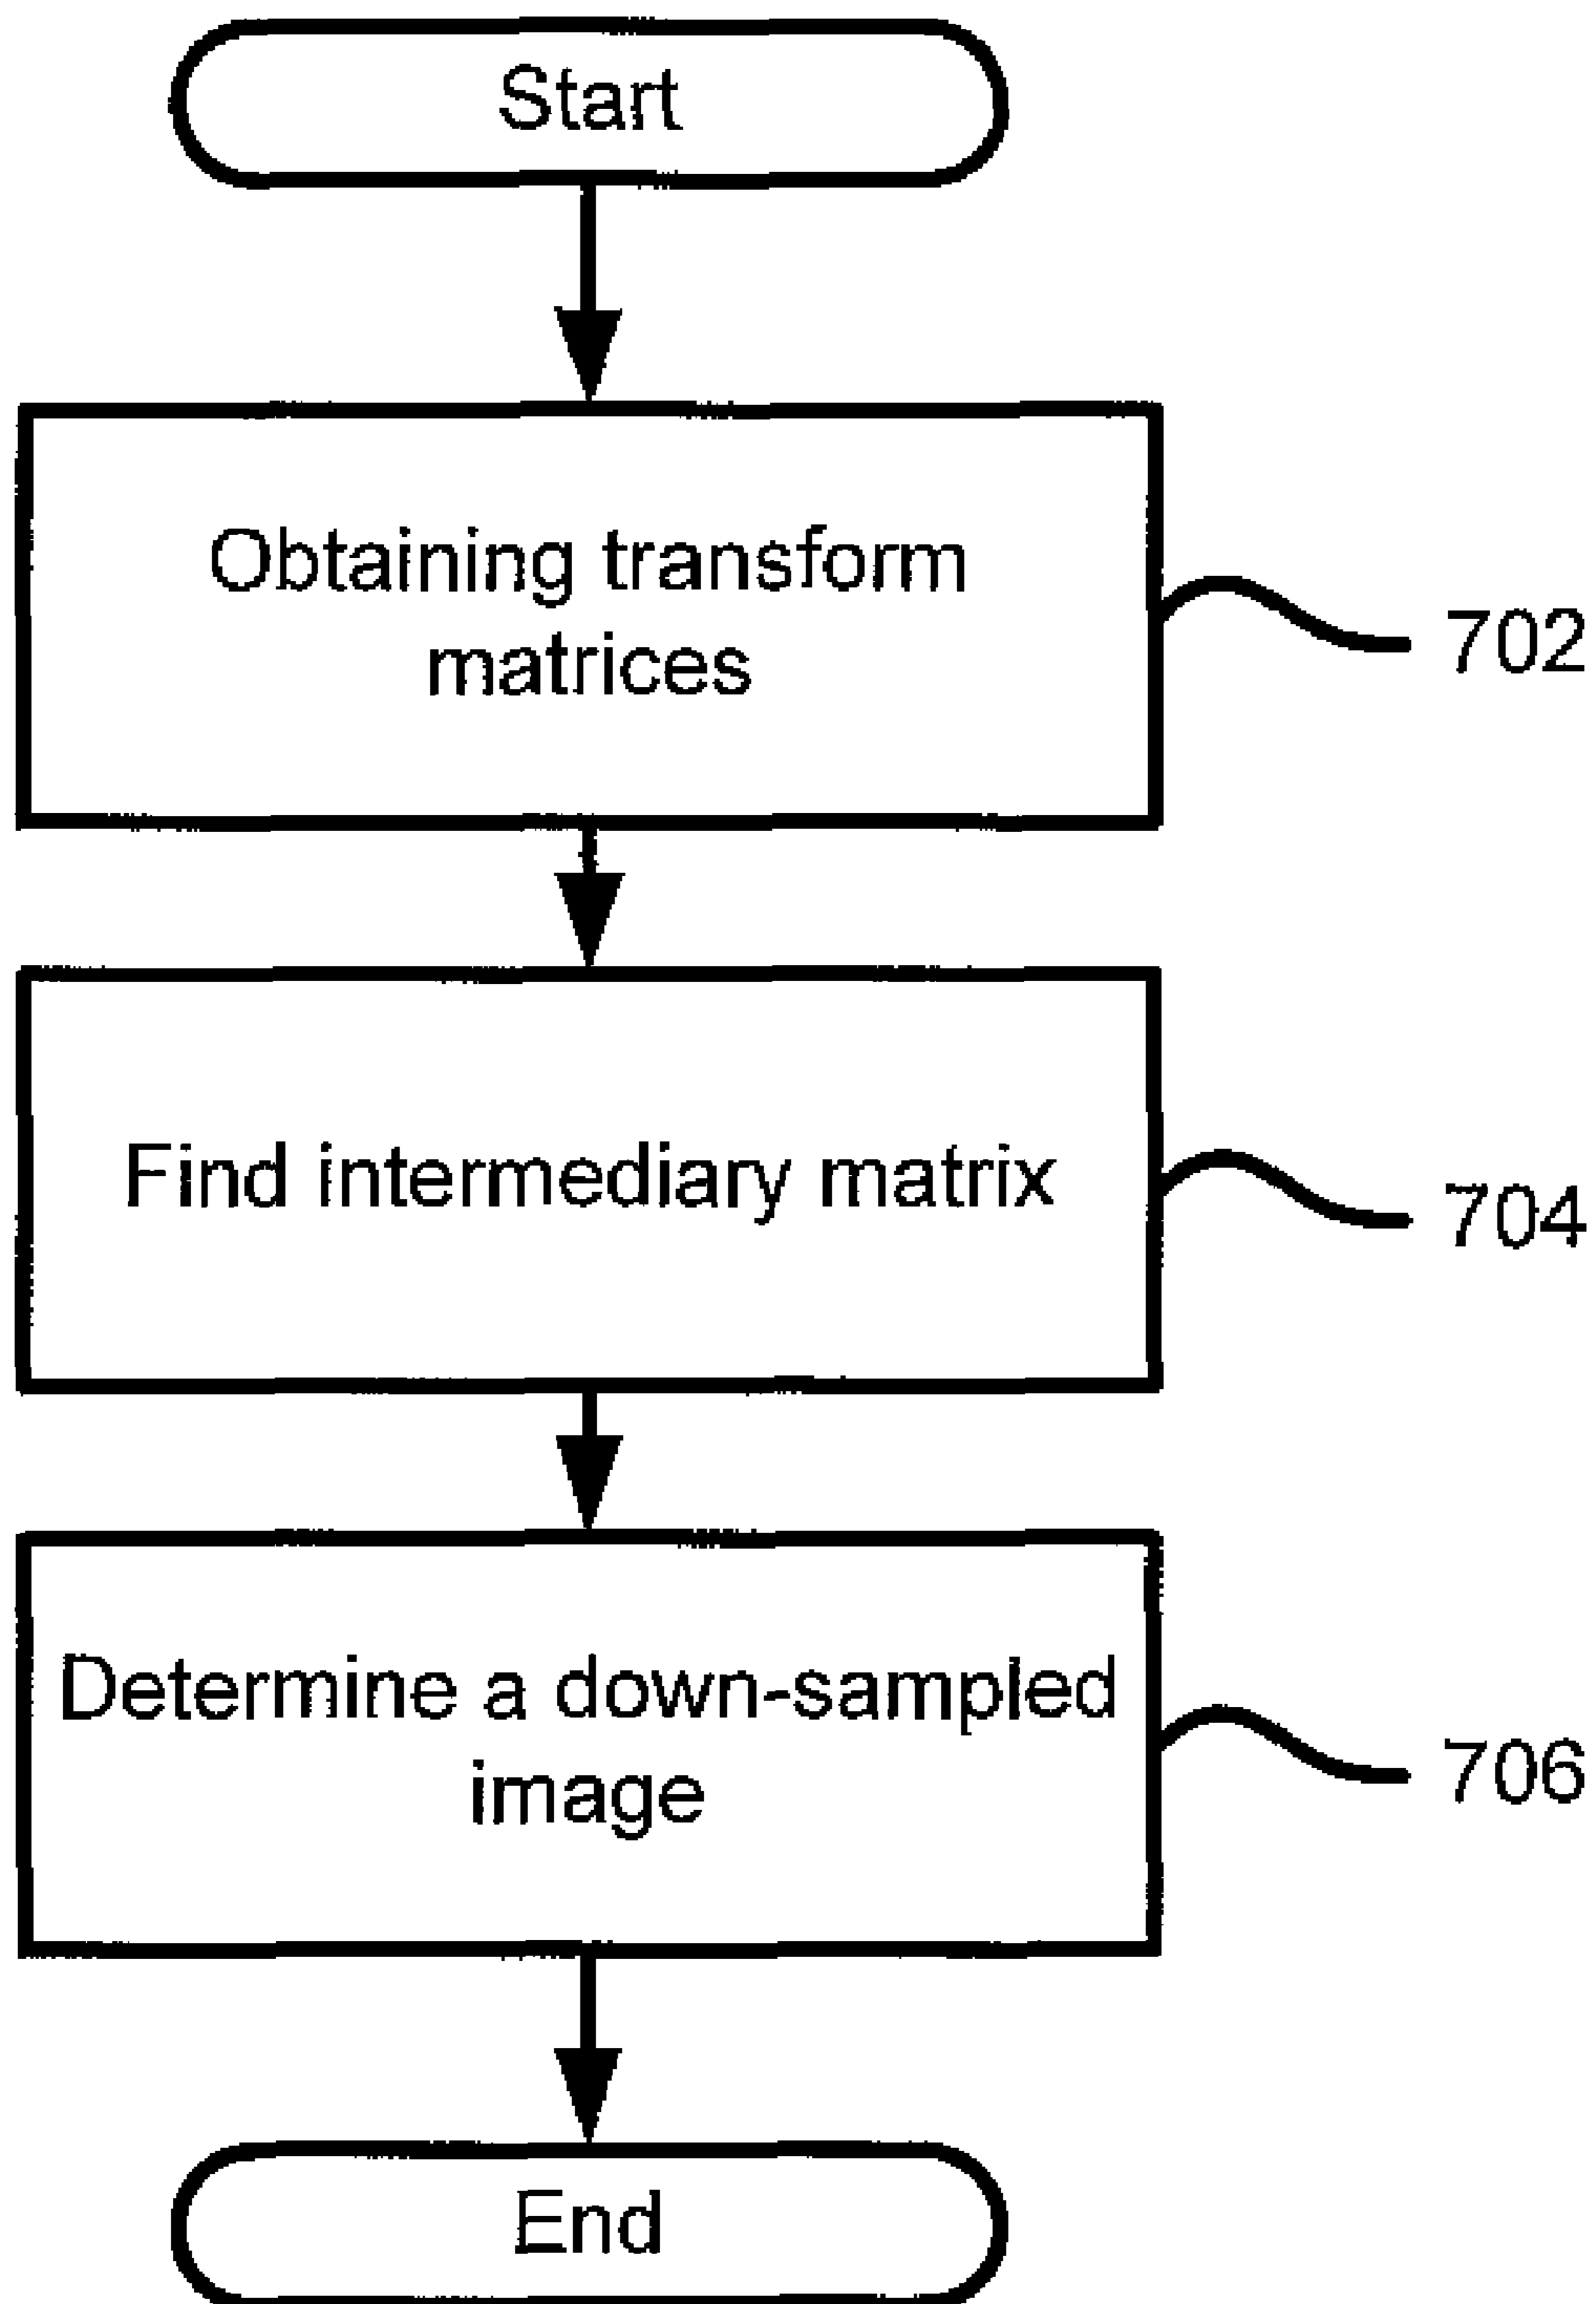 Start
Obtaining transform
matrices
702
Find intermediary matrix
704
Determine a down-sampled
image
706
End